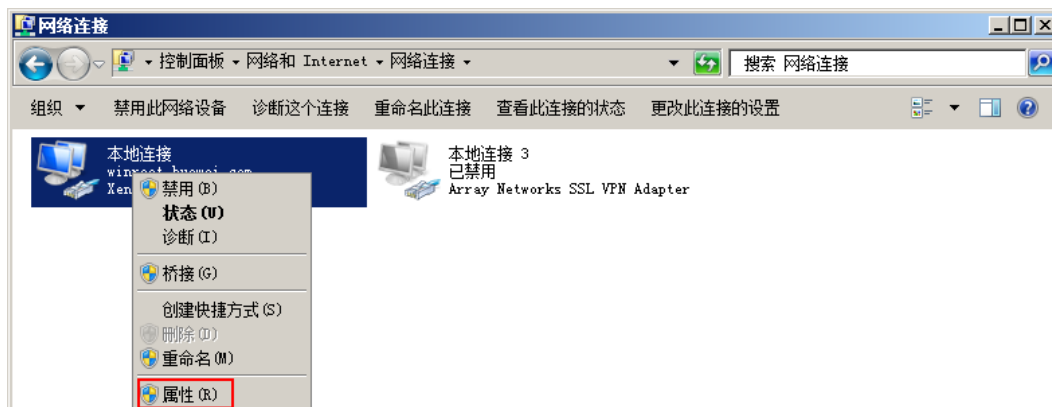 网络连接
控制面板 网络和 Internet 网络连接
搜索 网络连接
组织 禁用此网络设备 诊断这个连接 重命名此连接 查看此连接的状态 更改此连接的设置
本地连接
本地连接 3
已禁用
Xen
Array Networks SSL VPN Adapter
禁用(B)
状态(U)
诊断(I)
桥接(G)
创建快捷方式(S)
删除(D)
重命名(M)
属性(R)